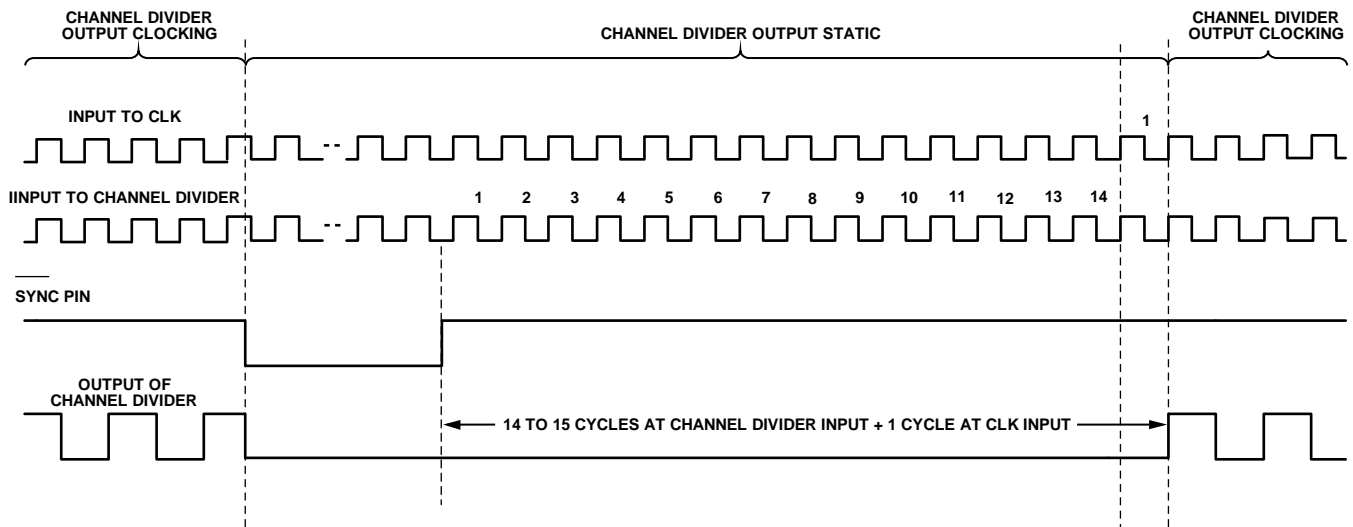 CHANNEL DIVIDER
OUTPUT CLOCKING
CHANNEL DIVIDER OUTPUT STATIC
CHANNEL DIVIDER
OUTPUT CLOCKING
INPUT TO CLK
1
IINPUT TO CHANNEL DIVIDER
1 2 3 4 5 6 7 8 9 10 11 12 13 14
SYNC PIN
OUTPUT OF
CHANNEL DIVIDER
14 TO 15 CYCLES AT CHANNEL DIVIDER INPUT + 1 CYCLE AT CLK INPUT